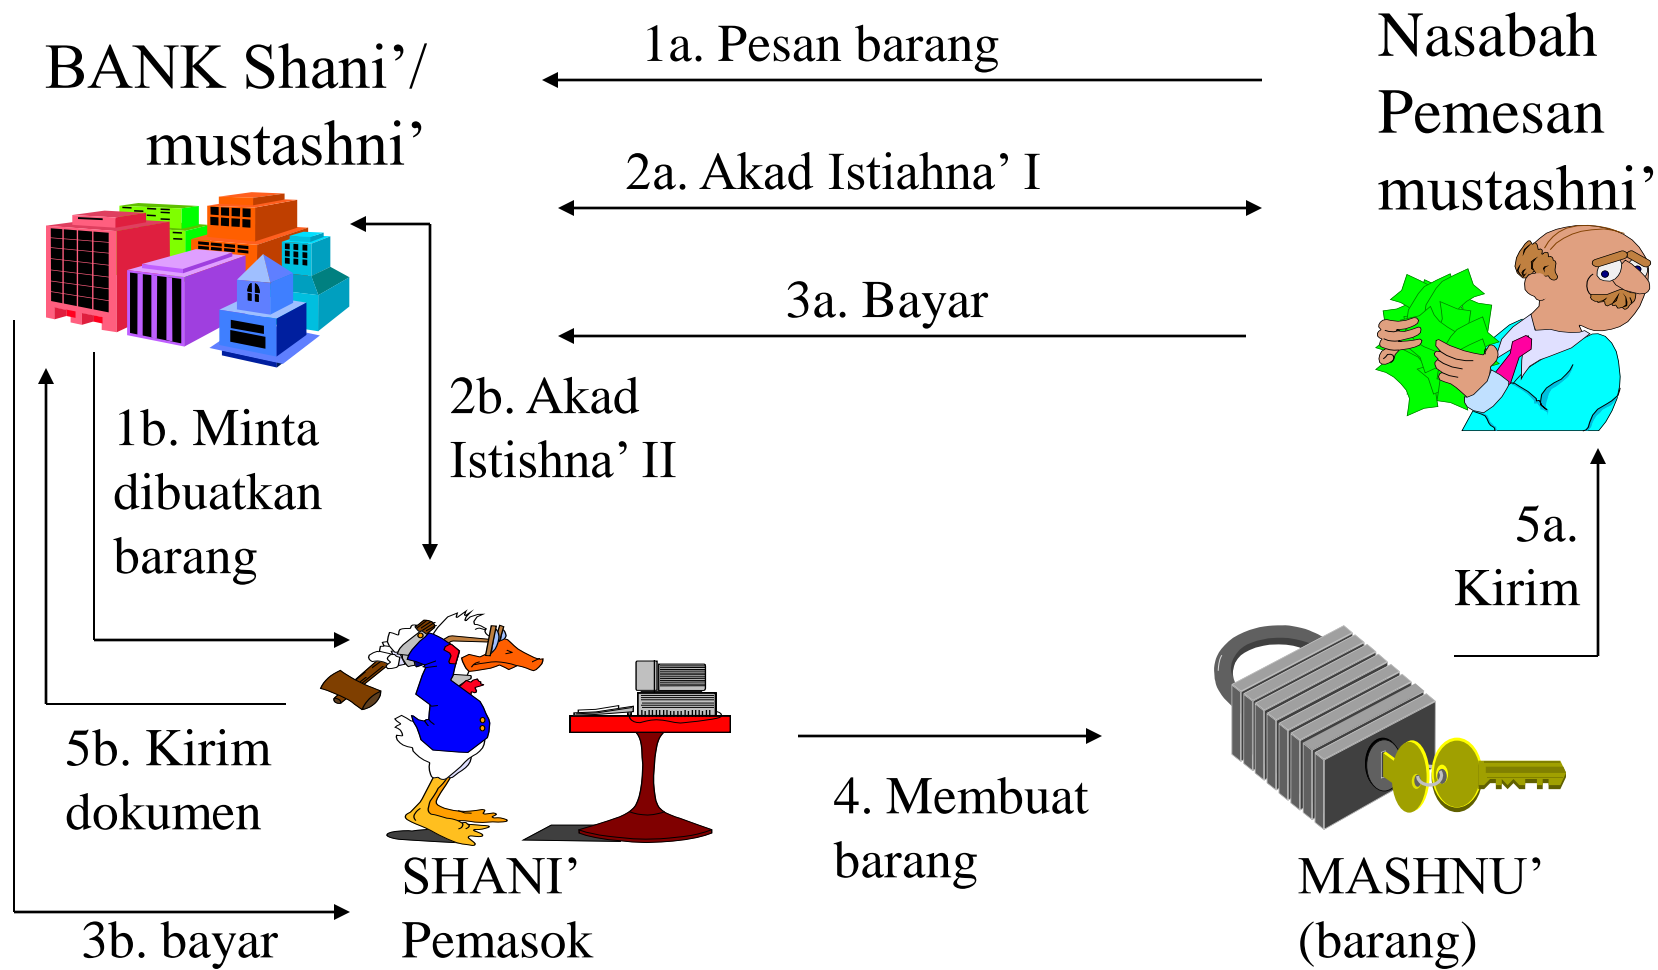 BANK Shani’/
mustashni’
1a. Pesan barang
Nasabah
Pemesan
mustashni’
2a. Akad Istiahna’ I
3a. Bayar
2b. Akad
Istishna’ II
1b. Minta
dibuatkan
barang
5a.
Kirim
5b. Kirim
dokumen
4. Membuat
barang
SHANI’
Pemasok
MASHNU’
(barang)
3b. bayar